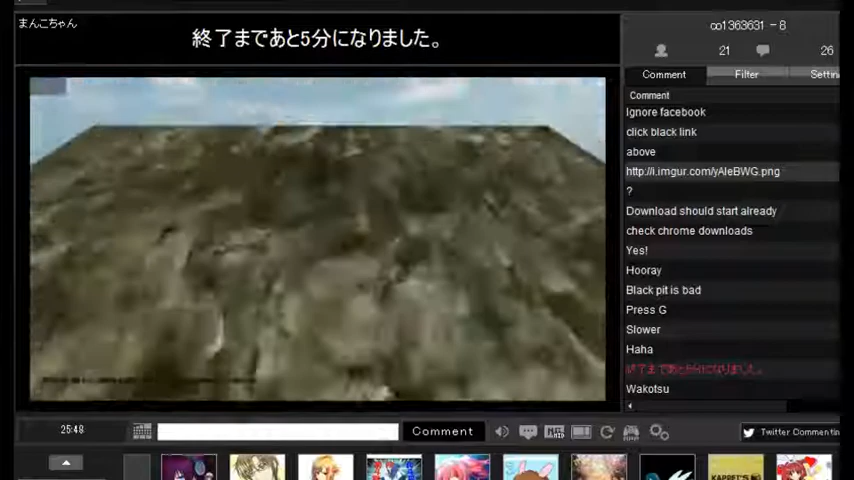 まんこちゃん
終了まであと5分になりました。
co1363631 - 8
21
26
Comment
Filter
Settin
Comment
Ignore facebook
click black link
above
http://i.imgur.com/yAleBWG.png
?
Download should start already
check chrome downloads
Yes!
Hooray
Black pit is bad
Press G
Slower
Haha
終了まであと5分になりました。
Wakotsu
25:48
Comment
Twitter Commentin